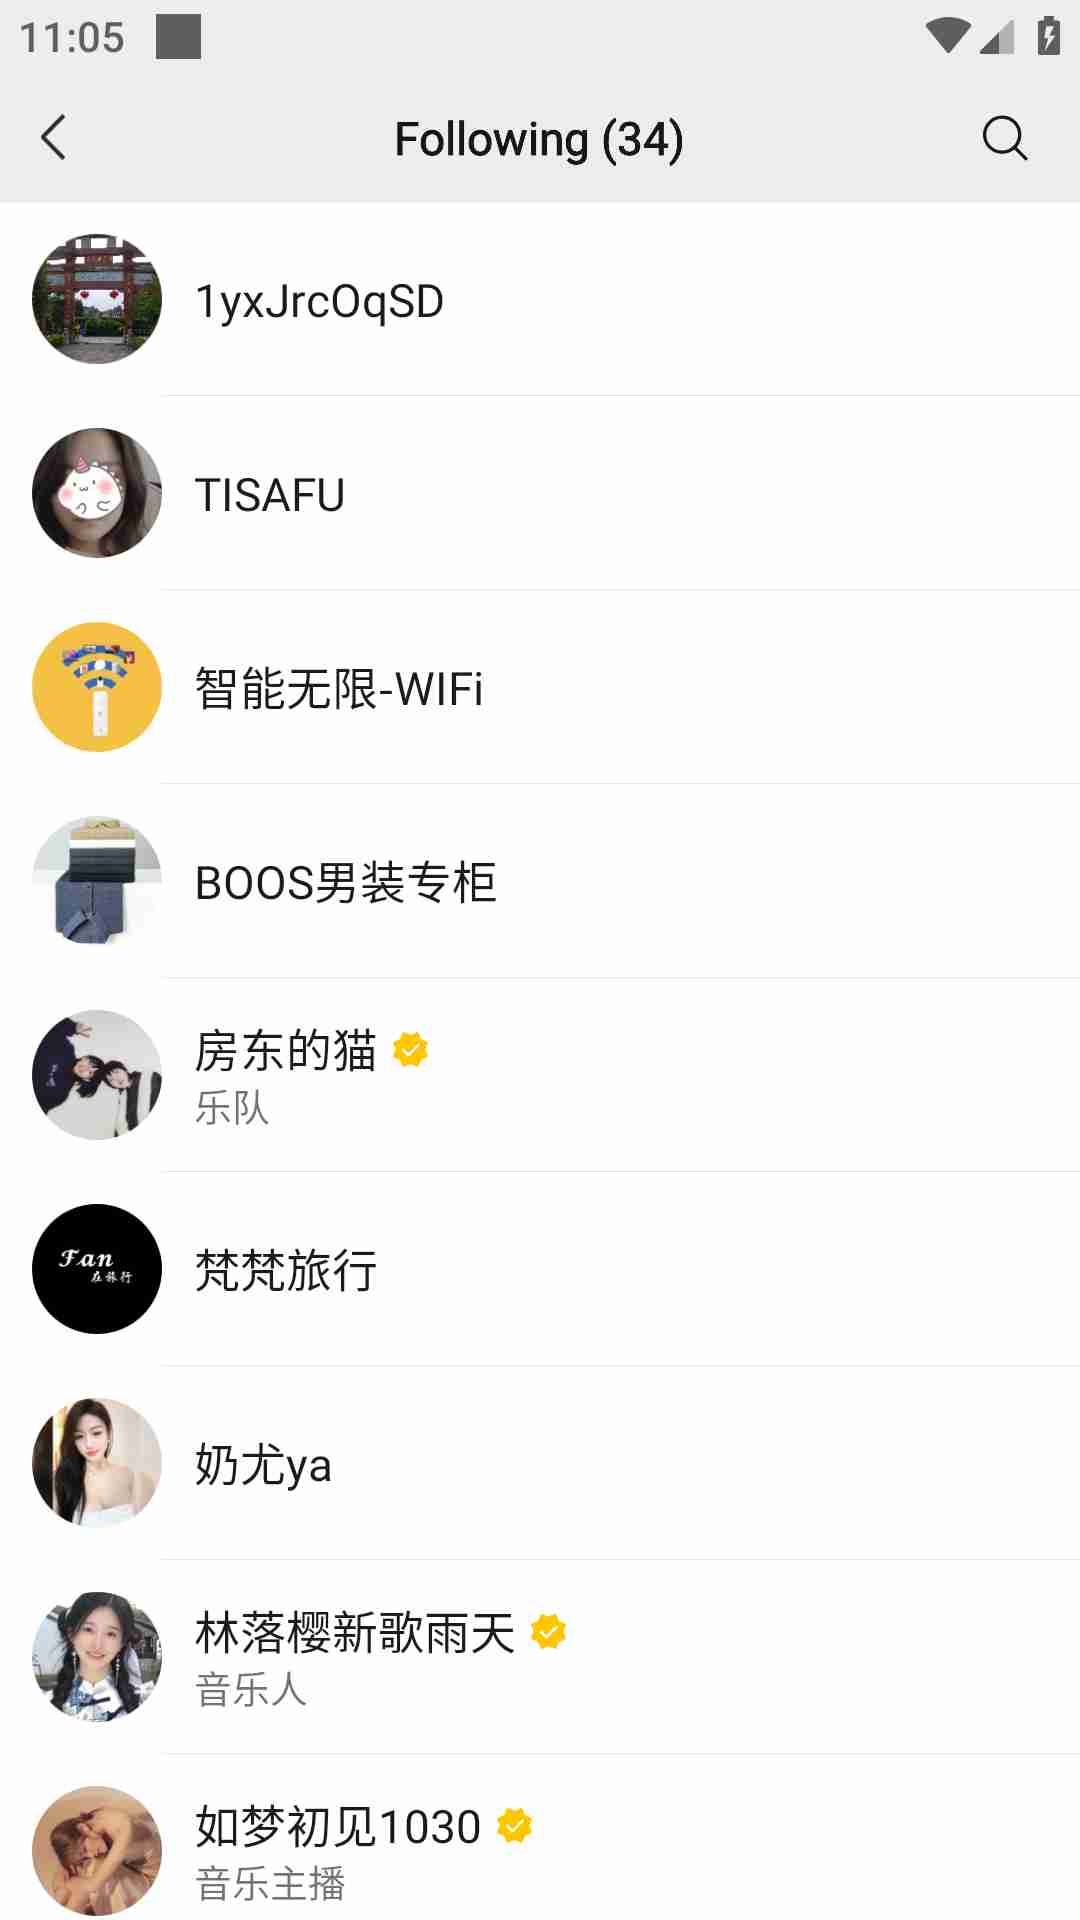 11:05
Following (34)
1yxJrcOqSD
TISAFU
智能无限-WIFi
BOOS男装专柜
房东的猫
乐队
Fan
在旅行
梵梵旅行
奶尤ya
林落樱新歌雨天
音乐人
如梦初见1030
音乐主播